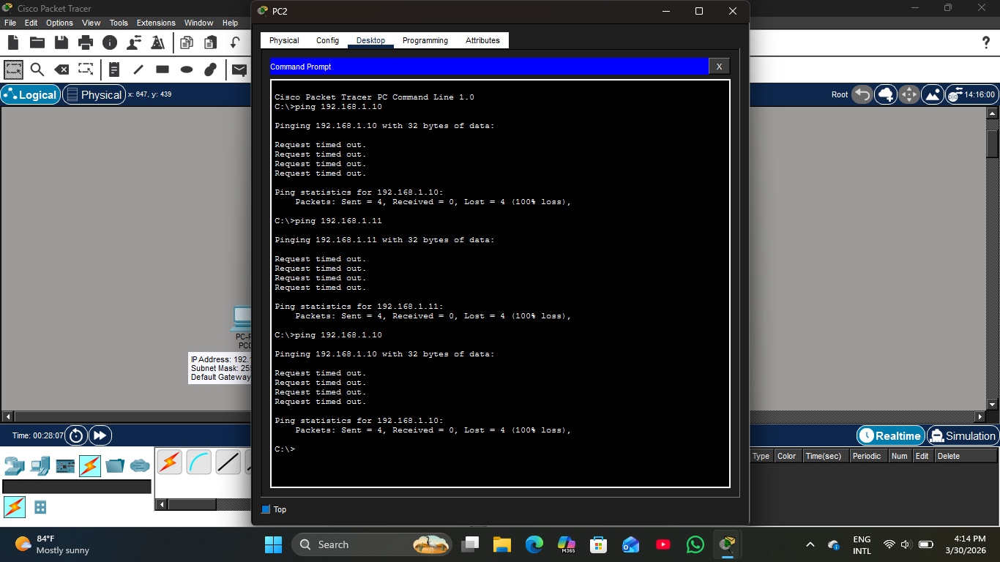 Cisco Packet Tracer
File Edit Options View Tools Extensions Window Help
?
Logical
Physical
x: 647, y: 439
Root
14:16:00
PC2
Physical Config Desktop Programming Attributes
Command Prompt
X
Cisco Packet Tracer PC Command Line 1.0
C:\>ping 192.168.1.10
Pinging 192.168.1.10 with 32 bytes of data:
Request timed out.
Request timed out.
Request timed out.
Request timed out.
Ping statistics for 192.168.1.10:
Packets: Sent = 4, Received = 0, Lost = 4 (100% loss),
C:\>ping 192.168.1.11
Pinging 192.168.1.11 with 32 bytes of data:
Request timed out.
Request timed out.
Request timed out.
Request timed out.
Ping statistics for 192.168.1.11:
Packets: Sent = 4, Received = 0, Lost = 4 (100% loss),
C:\>ping 192.168.1.10
Pinging 192.168.1.10 with 32 bytes of data:
Request timed out.
Request timed out.
Request timed out.
Request timed out.
Ping statistics for 192.168.1.10:
Packets: Sent = 4, Received = 0, Lost = 4 (100% loss),
C:\>
Top
PC-P
PC0
IP Address: 192.1
Subnet Mask: 255
Default Gateway
Time: 00:28:07
Realtime
Simulation
Type Color Time(sec) Periodic Num Edit Delete
84°F
Mostly sunny
Search
M365
ENG
INTL
4:14 PM
3/30/2026